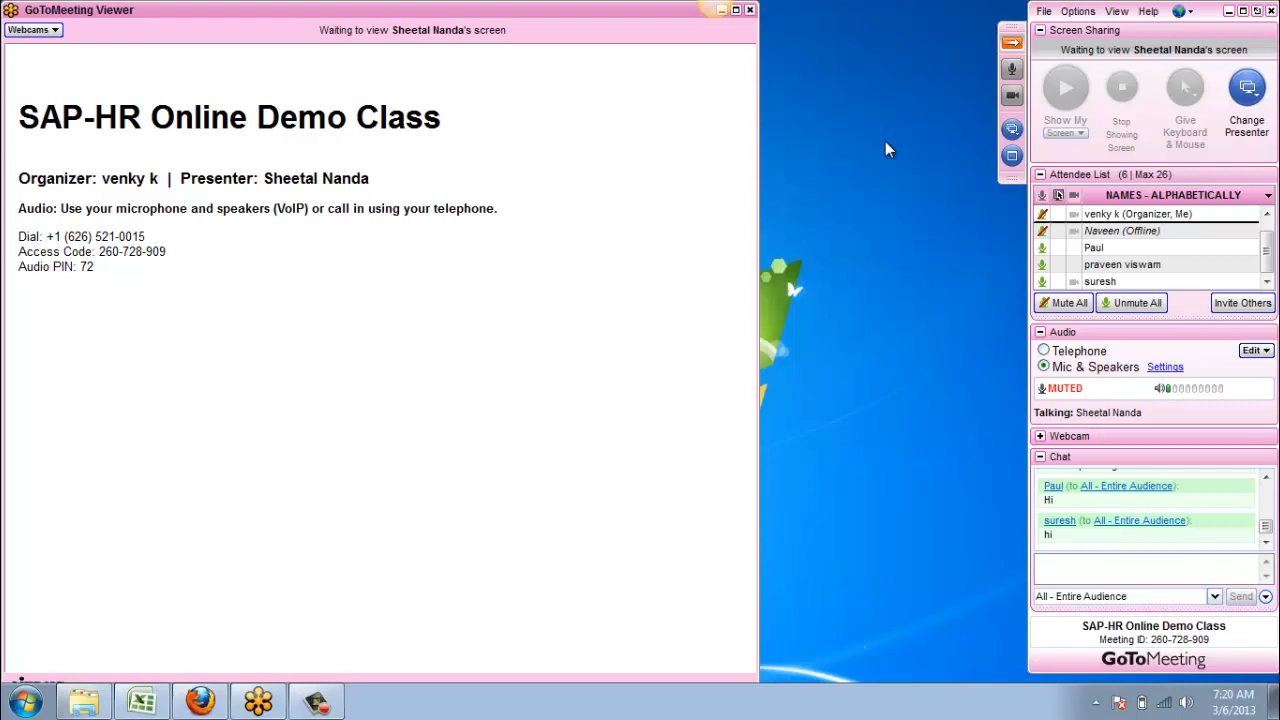 GoToMeeting Viewer
Webcams
Waiting to view Sheetal Nanda's screen
SAP-HR Online Demo Class
Organizer: venky k | Presenter: Sheetal Nanda
Audio: Use your microphone and speakers (VoIP) or call in using your telephone.
Dial: +1 (626) 521-0015
Access Code: 260-728-909
Audio PIN: 72
File Options View Help
Screen Sharing
Waiting to view Sheetal Nanda's screen
Show My
Screen
Stop
Showing
Screen
Give
Keyboard
& Mouse
Change
Presenter
Attendee List (6 | Max 26)
NAMES - ALPHABETICALLY
venky k (Organizer, Me)
Naveen (Offline)
Paul
praveen viswam
suresh
Mute All
Unmute All
Invite Others
Audio
Telephone
Edit
Mic & Speakers Settings
MUTED
Talking: Sheetal Nanda
Webcam
Chat
Paul (to All - Entire Audience):
Hi
suresh (to All - Entire Audience):
hi
All - Entire Audience
Send
SAP-HR Online Demo Class
Meeting ID: 260-728-909
GoToMeeting
7:20 AM
3/6/2013